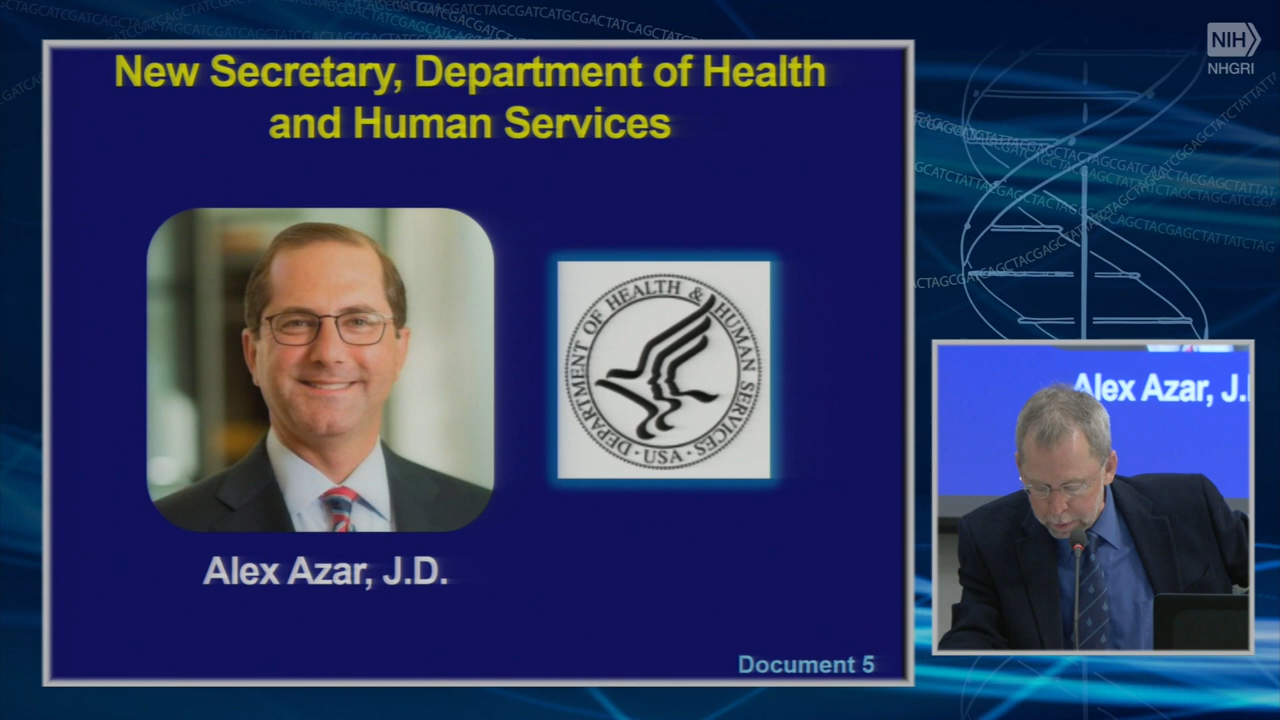 NIH
NHGRI
New Secretary, Department of Health
and Human Services
DEPARTMENT OF HEALTH & HUMAN SERVICES · USA ·
Alex Azar, J.D.
Document 5
Alex Azar, J.